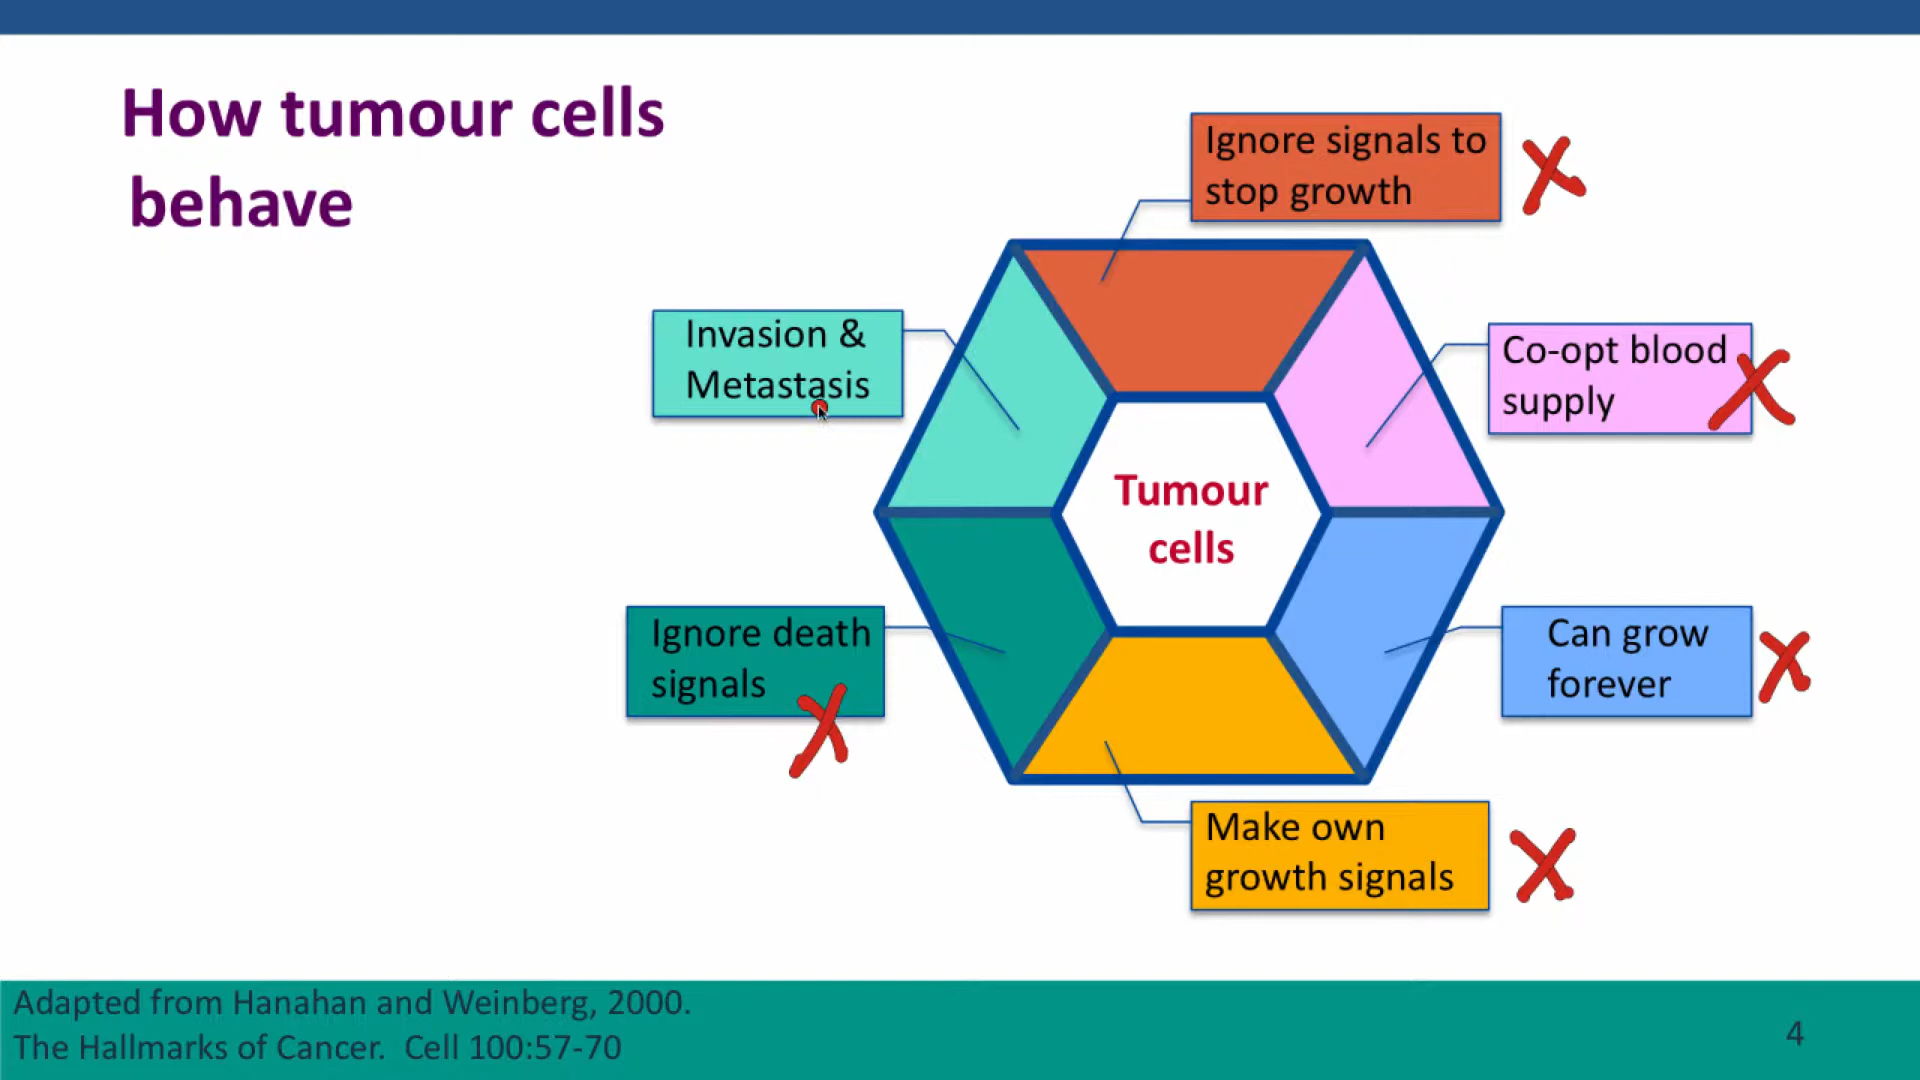 How tumour cells
behave
Ignore signals to
stop growth
Invasion &
Metastasis
Co-opt blood
supply
Tumour
cells
Ignore death
signals
Can grow
forever
Make own
growth signals
Adapted from Hanahan and Weinberg, 2000.
The Hallmarks of Cancer.  Cell 100:57-70
4